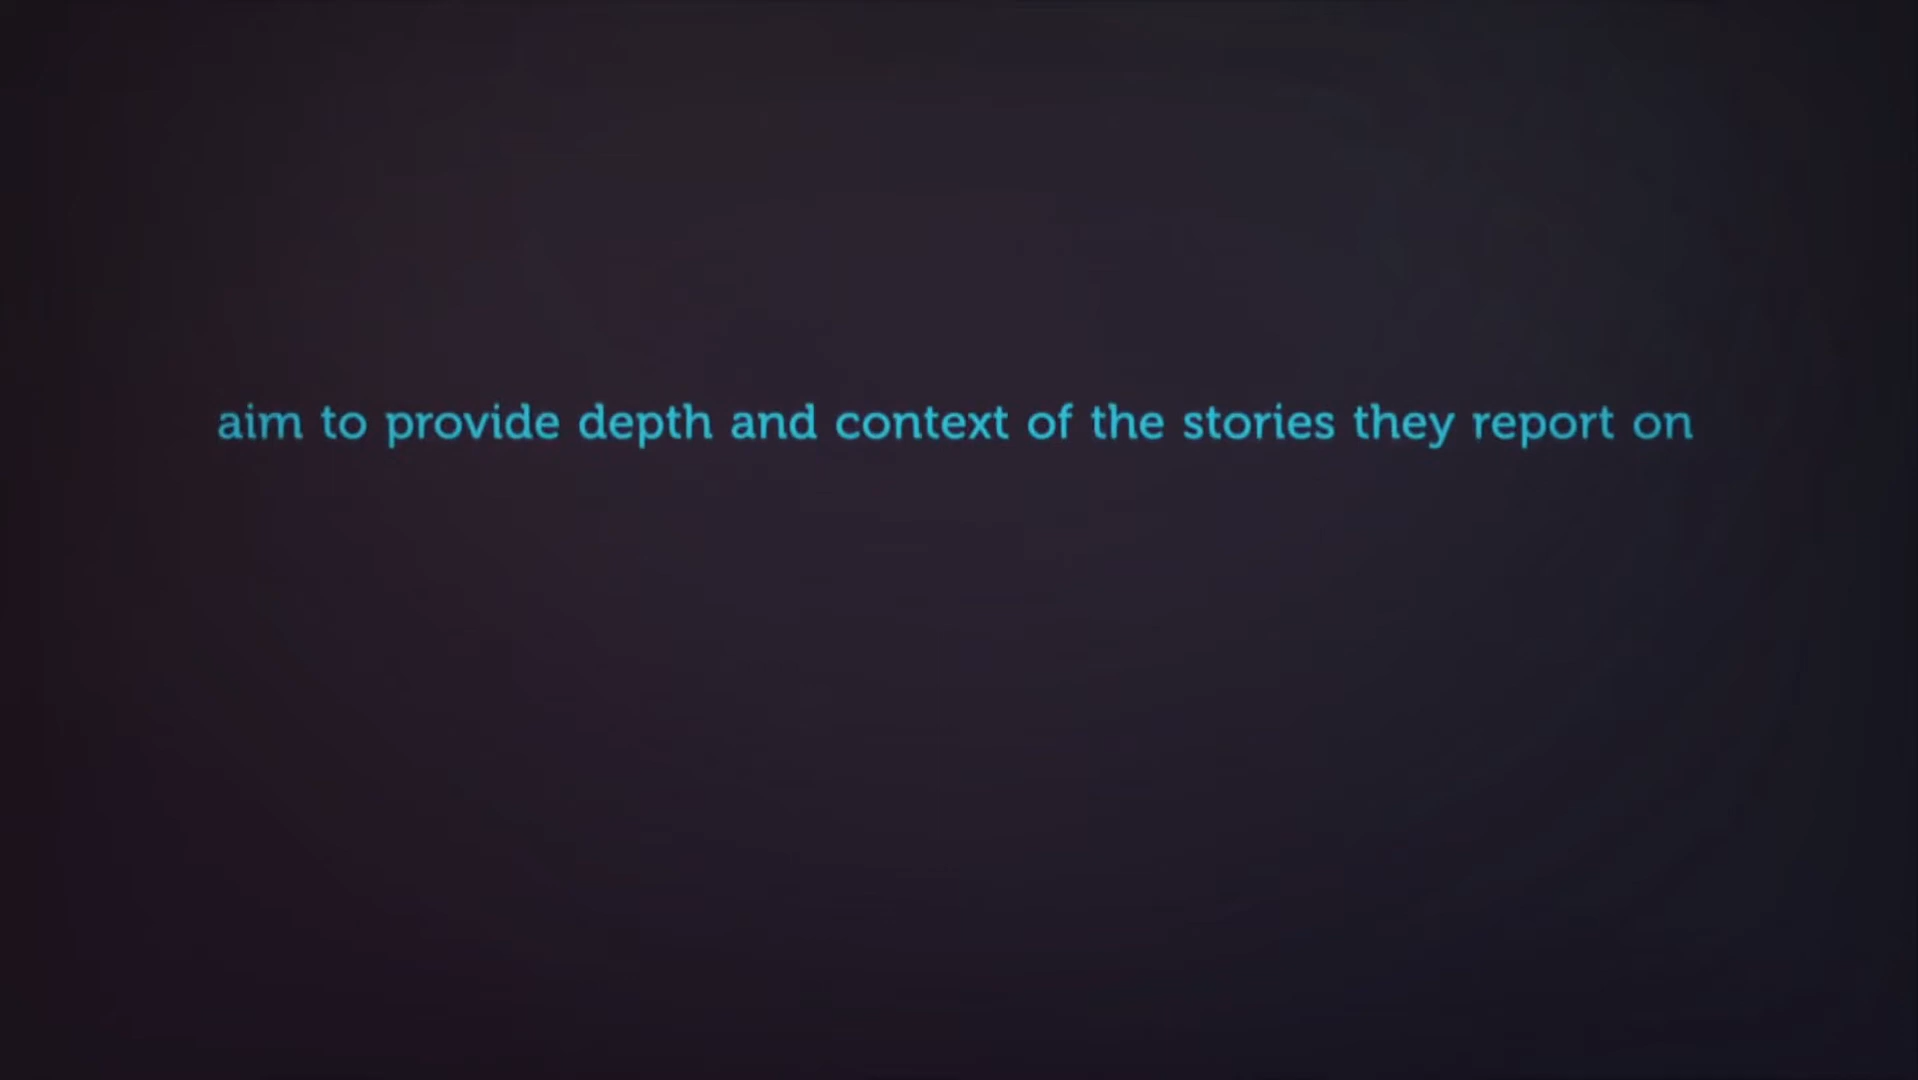 aim to provide depth and context of the stories they report on